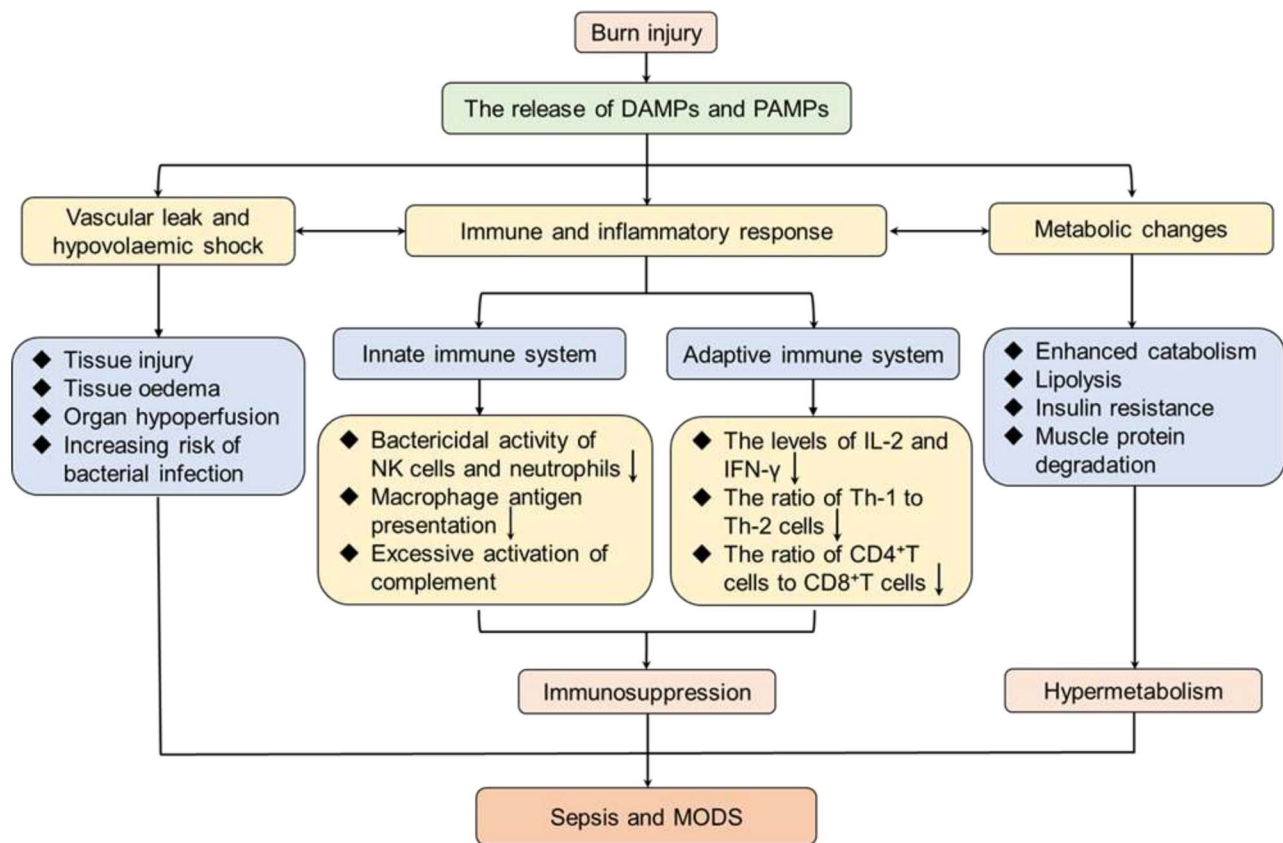 Burn injury
The release of DAMPs and PAMPs
Vascular leak and
hypovolaemic shock
Immune and inflammatory response
Metabolic changes
◆ Tissue injury
◆ Tissue oedema
◆ Organ hypoperfusion
◆ Increasing risk of
bacterial infection
Innate immune system
◆ Bactericidal activity of
NK cells and neutrophils ↓
◆ Macrophage antigen
presentation ↓
◆ Excessive activation of
complement
Adaptive immune system
◆ The levels of IL-2 and
IFN-γ ↓
◆ The ratio of Th-1 to
Th-2 cells ↓
◆ The ratio of CD4⁺T
cells to CD8⁺T cells ↓
◆ Enhanced catabolism
◆ Lipolysis
◆ Insulin resistance
◆ Muscle protein
degradation
Immunosuppression
Hypermetabolism
Sepsis and MODS